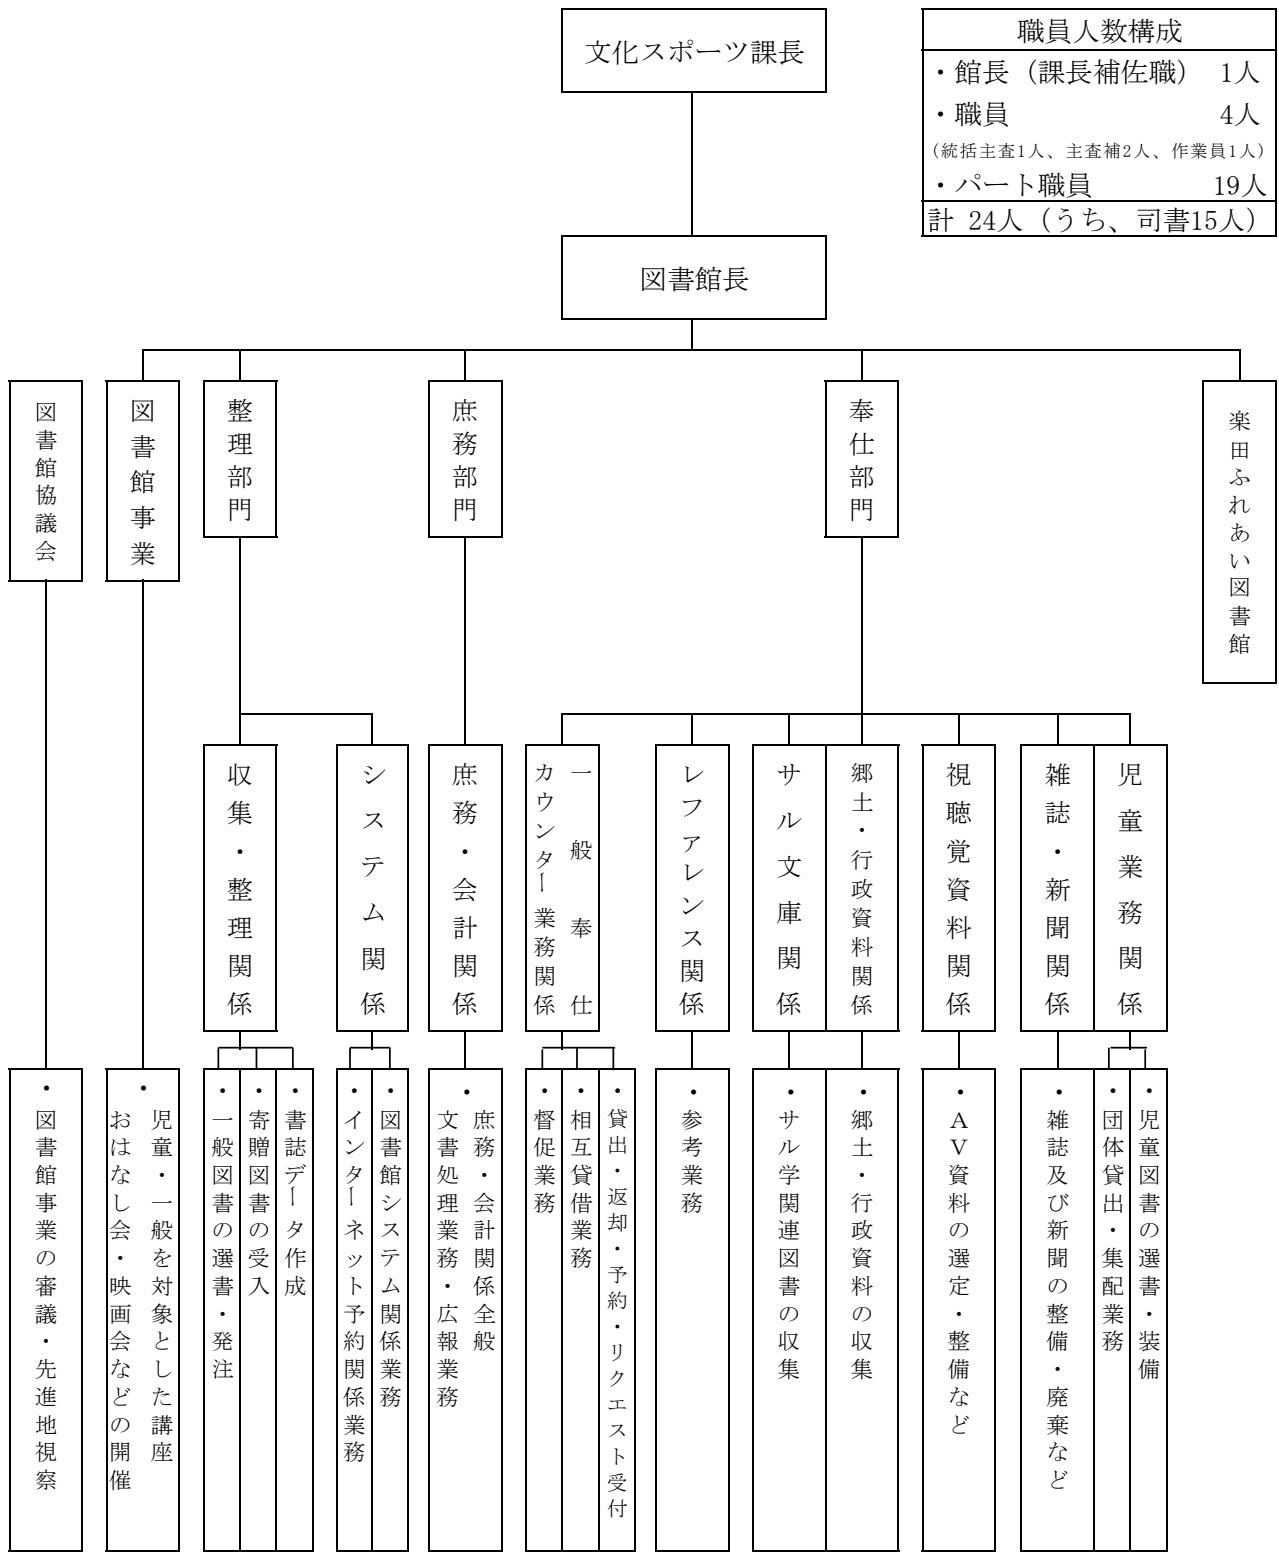 文化スポーツ課長
職員人数構成
・館長（課長補佐職） 1人
・職員 4人
（統括主査1人、主査補2人、作業員1人）
・パート職員 19人
計 24人（うち、司書15人）
図書館長
図書館協議会
図書館事業
整理部門
庶務部門
奉仕部門
楽田ふれあい図書館
収集・整理関係
システム関係
庶務・会計関係
一般奉仕
カウンター業務関係
レファレンス関係
サル文庫関係
郷土・行政資料関係
視聴覚資料関係
雑誌・新聞関係
児童業務関係
・図書館事業の審議・先進地視察
・児童・一般を対象とした講座
おはなし会・映画会などの開催
・一般図書の選書・発注
・寄贈図書の受入
・書誌データ作成
・インターネット予約関係業務
・図書館システム関係業務
・庶務・会計関係全般
文書処理業務・広報業務
・督促業務
・相互貸借業務
・貸出・返却・予約・リクエスト受付
・参考業務
・サル学関連図書の収集
・郷土・行政資料の収集
・AV資料の選定・整備など
・雑誌及び新聞の整備・廃棄など
・団体貸出・集配業務
・児童図書の選書・装備